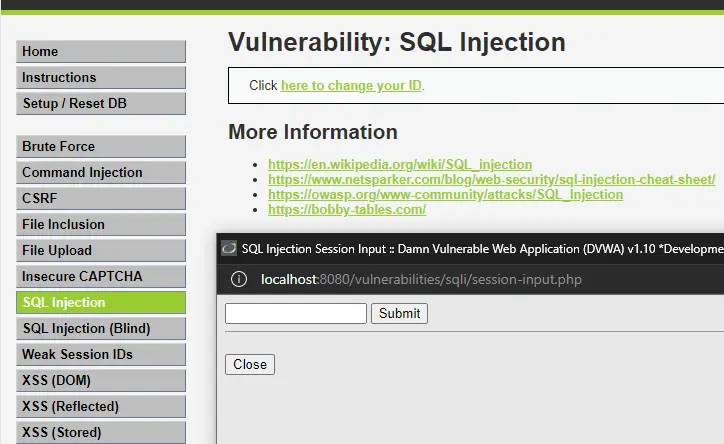 Home
Instructions
Setup / Reset DB
Brute Force
Command Injection
CSRF
File Inclusion
File Upload
Insecure CAPTCHA
SQL Injection
SQL Injection (Blind)
Weak Session IDs
XSS (DOM)
XSS (Reflected)
XSS (Stored)
Vulnerability: SQL Injection
Click here to change your ID.
More Information
https://en.wikipedia.org/wiki/SQL_injection
https://www.netsparker.com/blog/web-security/sql-injection-cheat-sheet/
https://owasp.org/www-community/attacks/SQL_Injection
https://bobby-tables.com/
SQL Injection Session Input :: Damn Vulnerable Web Application (DVWA) v1.10 *Developme
localhost:8080/vulnerabilities/sqli/session-input.php
Submit
Close